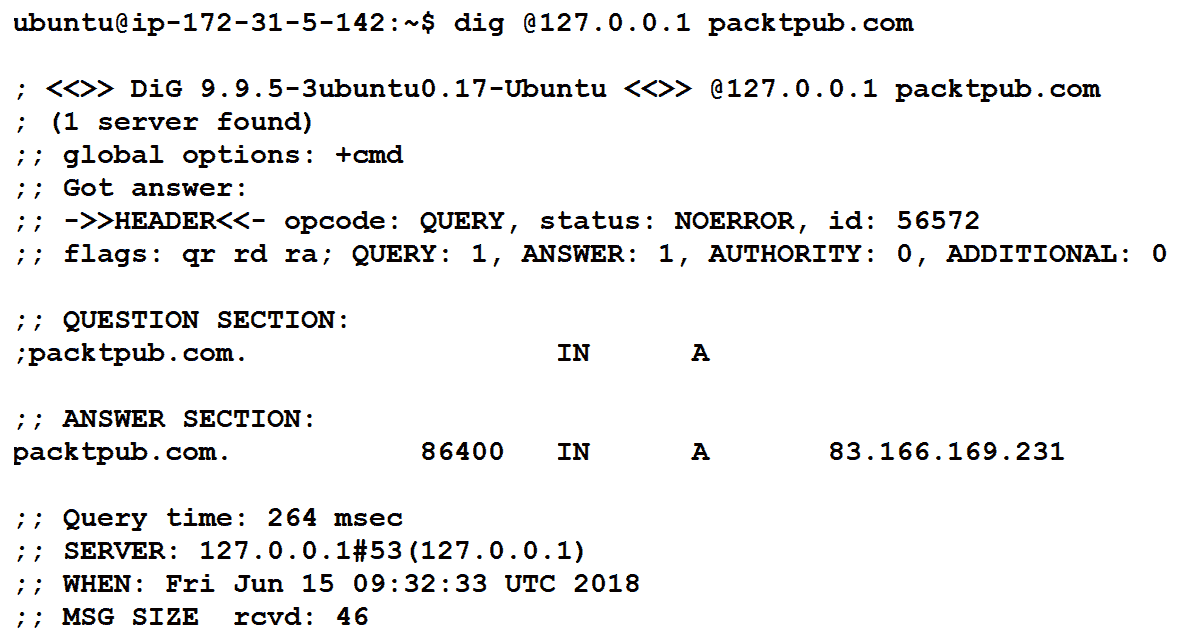 ubuntu@ip-172-31-5-142:~$ dig @127.0.0.1 packtpub.com
; <<>> DiG 9.9.5-3ubuntu0.17-Ubuntu <<>> @127.0.0.1 packtpub.com
; (1 server found)
;; global options: +cmd
;; Got answer:
;; ->>HEADER<<- opcode: QUERY, status: NOERROR, id: 56572
;; flags: qr rd ra; QUERY: 1, ANSWER: 1, AUTHORITY: 0, ADDITIONAL: 0
;; QUESTION SECTION:
;packtpub.com. IN A
;; ANSWER SECTION:
packtpub.com. 86400 IN A 83.166.169.231
;; Query time: 264 msec
;; SERVER: 127.0.0.1#53(127.0.0.1)
;; WHEN: Fri Jun 15 09:32:33 UTC 2018
;; MSG SIZE  rcvd: 46